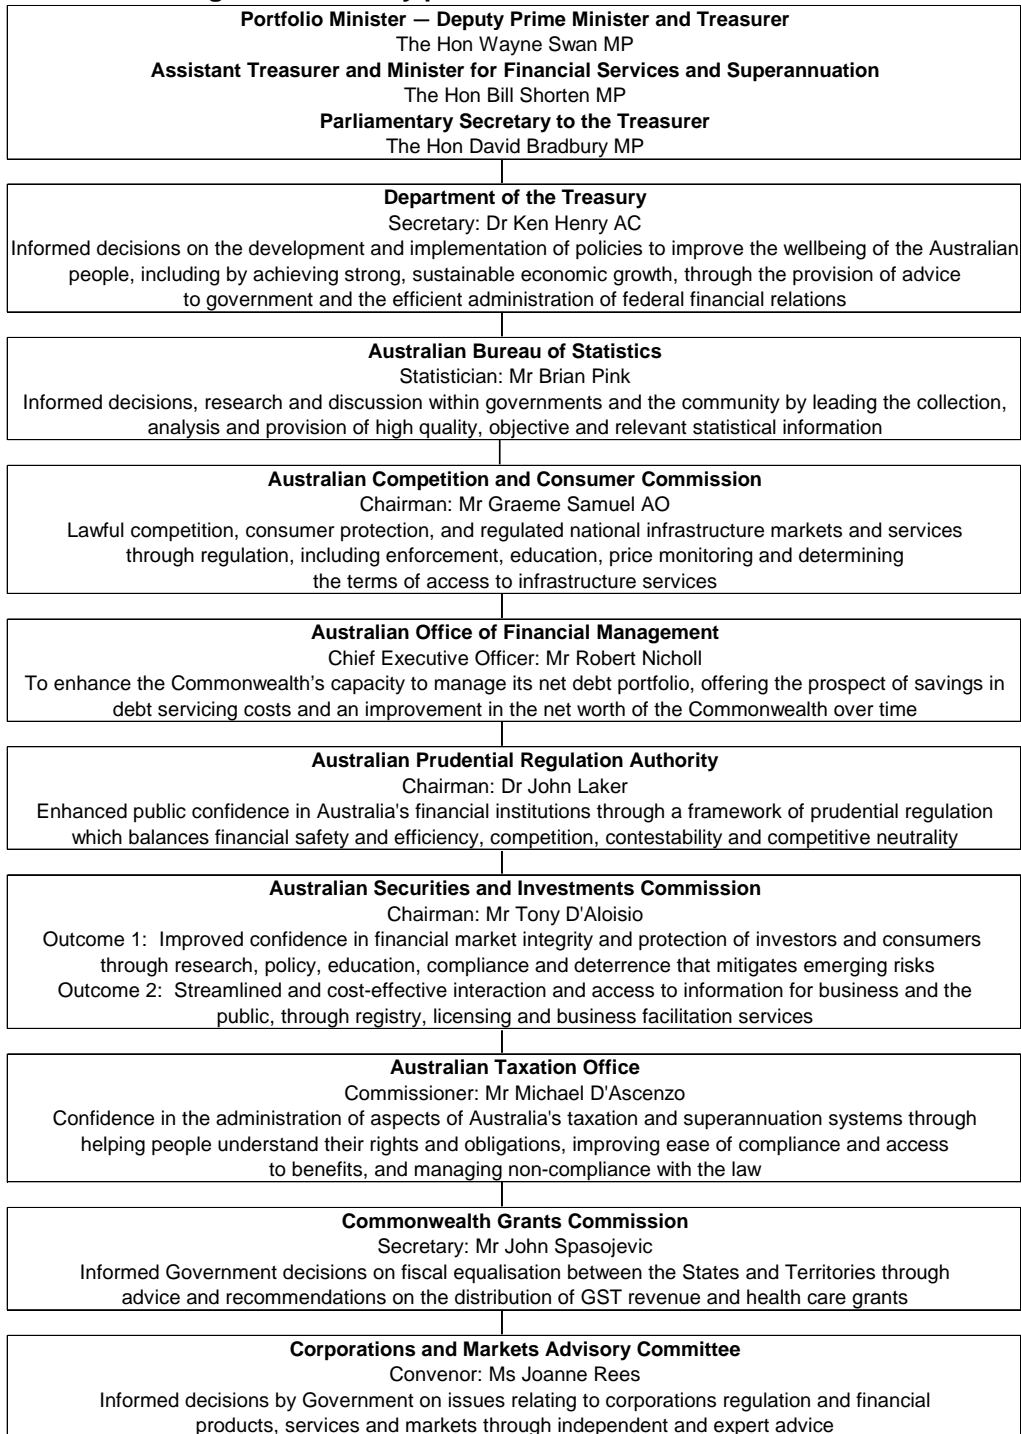 Portfolio Minister — Deputy Prime Minister and Treasurer
The Hon Wayne Swan MP
Assistant Treasurer and Minister for Financial Services and Superannuation
The Hon Bill Shorten MP
Parliamentary Secretary to the Treasurer
The Hon David Bradbury MP
Department of the Treasury
Secretary: Dr Ken Henry AC
Informed decisions on the development and implementation of policies to improve the wellbeing of the Australian
people, including by achieving strong, sustainable economic growth, through the provision of advice
to government and the efficient administration of federal financial relations
Australian Bureau of Statistics
Statistician: Mr Brian Pink
Informed decisions, research and discussion within governments and the community by leading the collection,
analysis and provision of high quality, objective and relevant statistical information
Australian Competition and Consumer Commission
Chairman: Mr Graeme Samuel AO
Lawful competition, consumer protection, and regulated national infrastructure markets and services
through regulation, including enforcement, education, price monitoring and determining
the terms of access to infrastructure services
Australian Office of Financial Management
Chief Executive Officer: Mr Robert Nicholl
To enhance the Commonwealth's capacity to manage its net debt portfolio, offering the prospect of savings in
debt servicing costs and an improvement in the net worth of the Commonwealth over time
Australian Prudential Regulation Authority
Chairman: Dr John Laker
Enhanced public confidence in Australia's financial institutions through a framework of prudential regulation
which balances financial safety and efficiency, competition, contestability and competitive neutrality
Australian Securities and Investments Commission
Chairman: Mr Tony D'Aloisio
Outcome 1: Improved confidence in financial market integrity and protection of investors and consumers
through research, policy, education, compliance and deterrence that mitigates emerging risks
Outcome 2: Streamlined and cost-effective interaction and access to information for business and the
public, through registry, licensing and business facilitation services
Australian Taxation Office
Commissioner: Mr Michael D'Ascenzo
Confidence in the administration of aspects of Australia's taxation and superannuation systems through
helping people understand their rights and obligations, improving ease of compliance and access
to benefits, and managing non-compliance with the law
Commonwealth Grants Commission
Secretary: Mr John Spasojevic
Informed Government decisions on fiscal equalisation between the States and Territories through
advice and recommendations on the distribution of GST revenue and health care grants
Corporations and Markets Advisory Committee
Convenor: Ms Joanne Rees
Informed decisions by Government on issues relating to corporations regulation and financial
products, services and markets through independent and expert advice